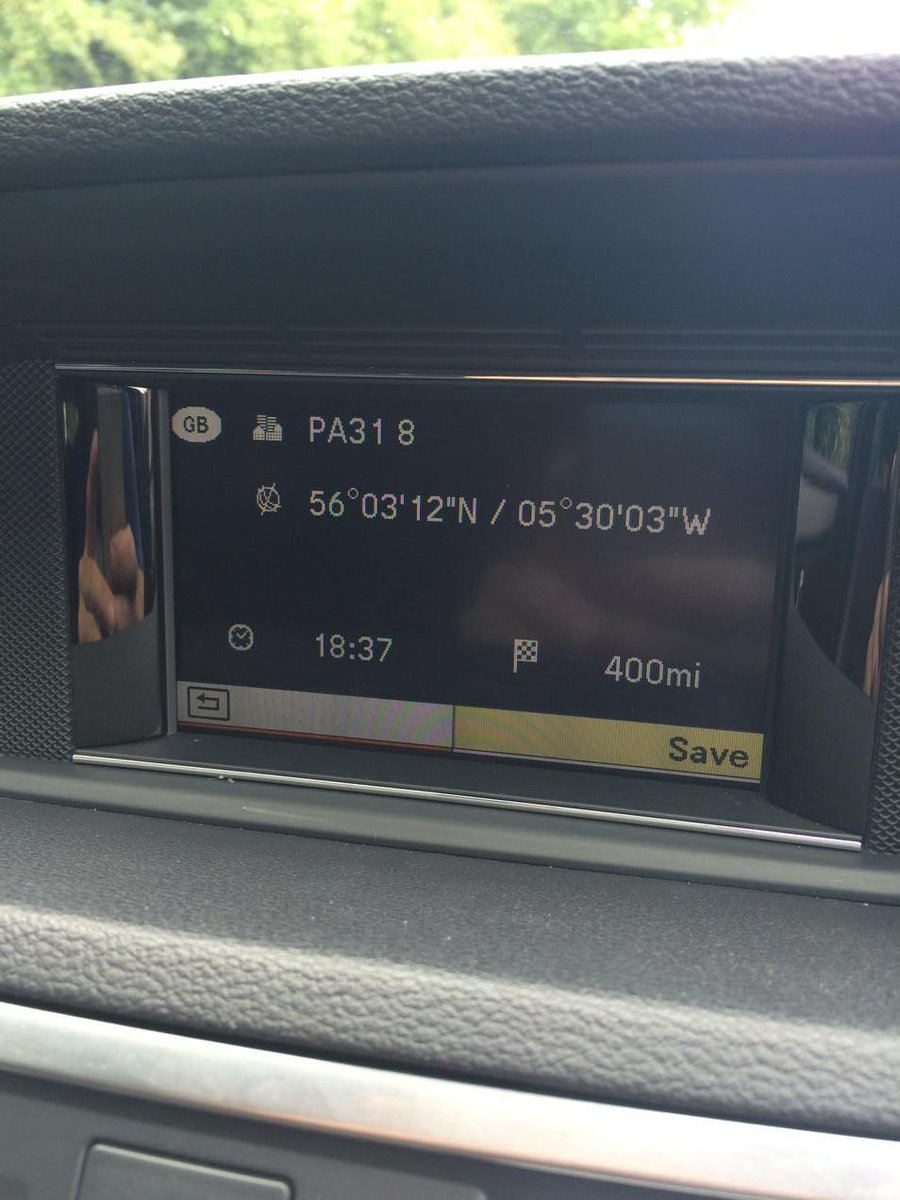 GB PA31 8
56°03'12"N / 05°30'03"W
18:37 400mi
Save